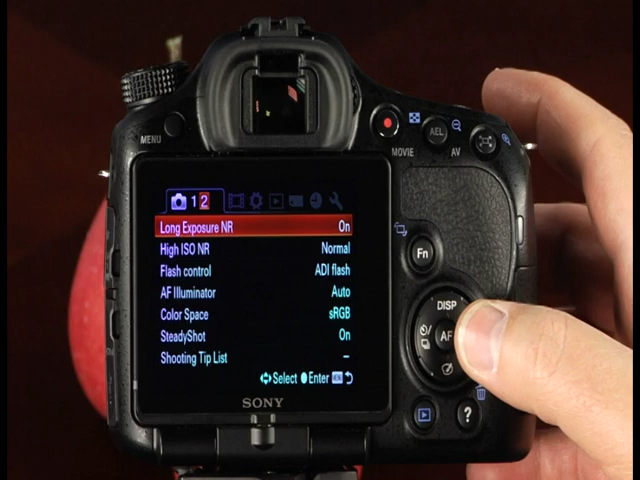 MENU
MOVIE
AEL
AV
1 2
Long Exposure NR On
High ISO NR Normal
Flash control ADI flash
AF Illuminator Auto
Color Space sRGB
SteadyShot On
Shooting Tip List –
Select Enter MENU
Fn
DISP
AF
?
SONY